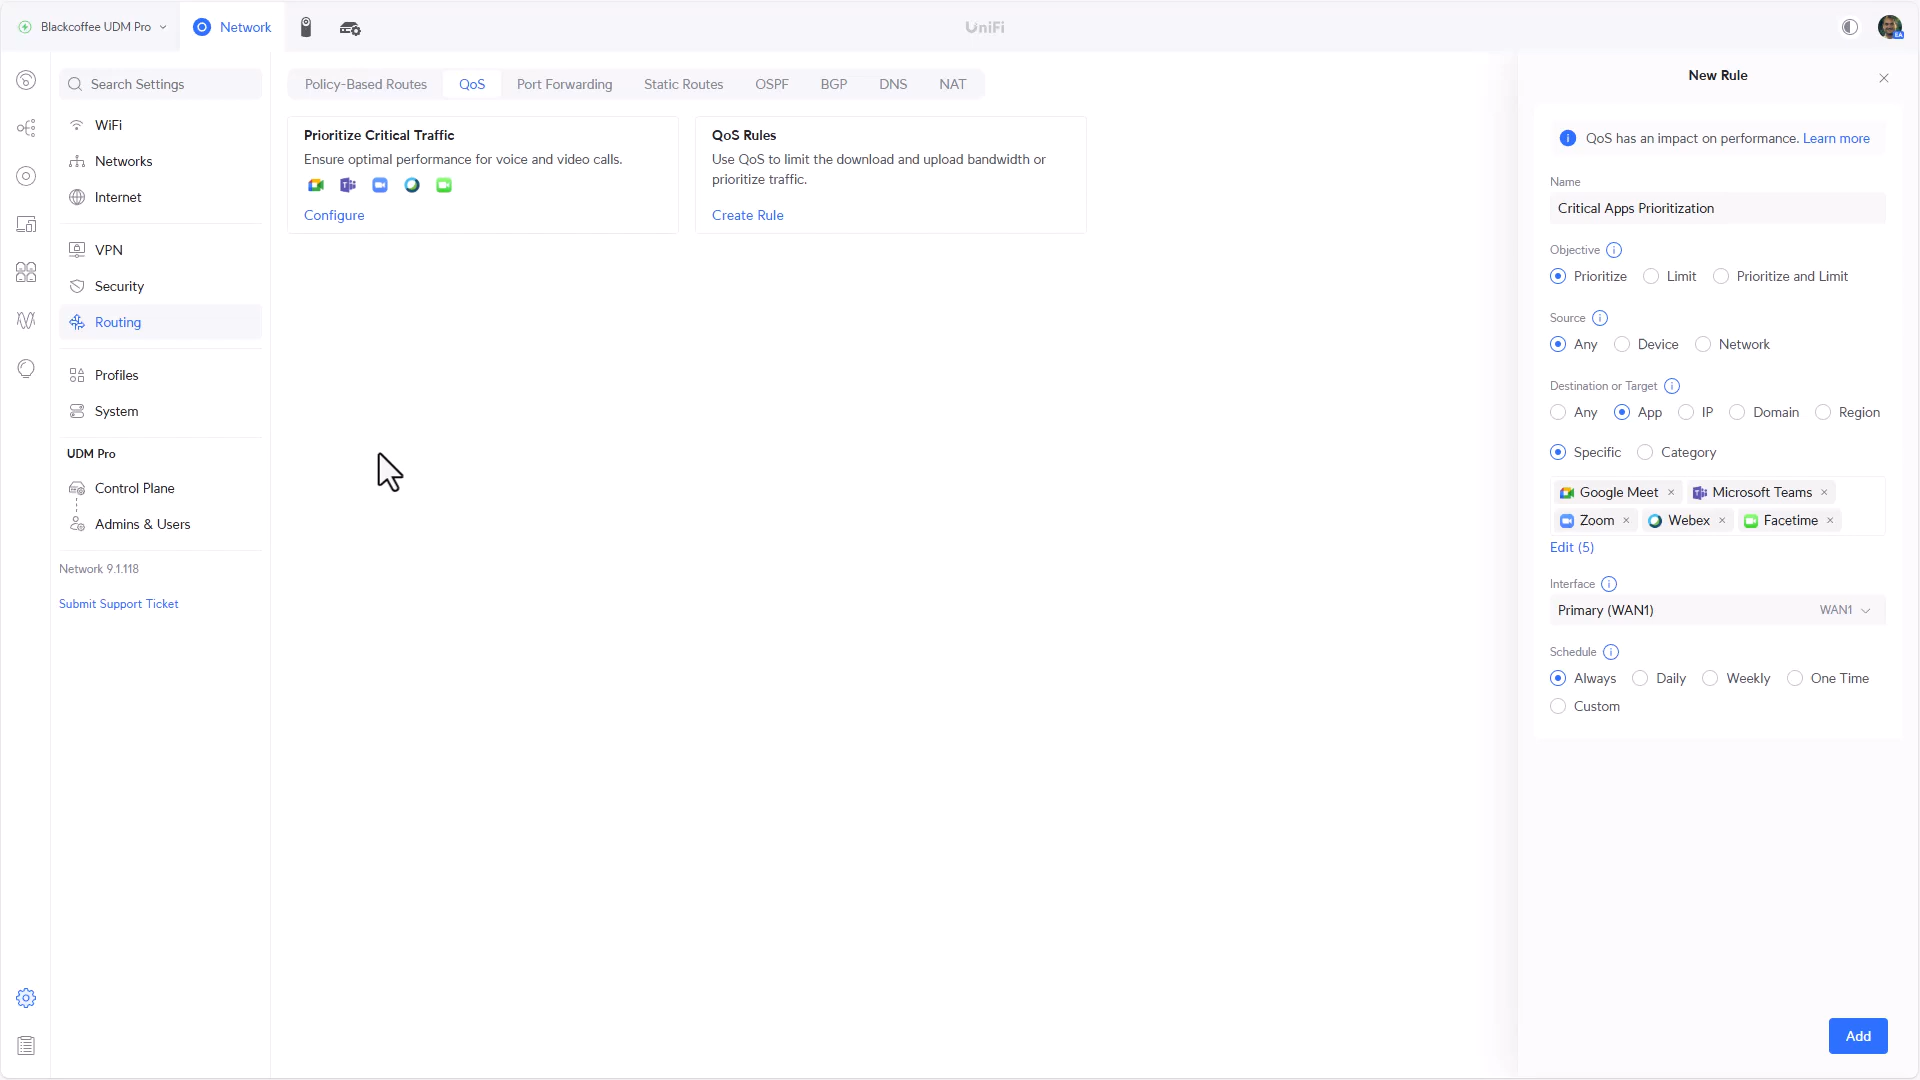 Blackcoffee UDM Pro
Network
UniFi
EA
Search Settings
WiFi
Networks
Internet
VPN
Security
Routing
Profiles
System
UDM Pro
Control Plane
Admins & Users
Network 9.1.118
Submit Support Ticket
Policy-Based Routes QoS Port Forwarding Static Routes OSPF BGP DNS NAT
Prioritize Critical Traffic
Ensure optimal performance for voice and video calls.
Configure
QoS Rules
Use QoS to limit the download and upload bandwidth or
prioritize traffic.
Create Rule
New Rule
QoS has an impact on performance. Learn more
Name
Critical Apps Prioritization
Objective
Prioritize Limit Prioritize and Limit
Source
Any Device Network
Destination or Target
Any App IP Domain Region
Specific Category
Google Meet Microsoft Teams
Zoom Webex Facetime
Edit (5)
Interface
Primary (WAN1) WAN1
Schedule
Always Daily Weekly One Time
Custom
Add